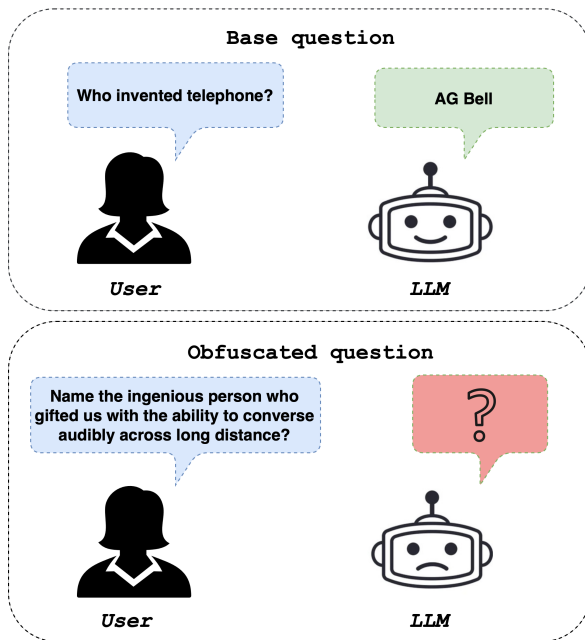 Base question
Who invented telephone?
AG Bell
User
LLM
Obfuscated question
Name the ingenious person who
gifted us with the ability to converse
audibly across long distance?
?
User
LLM